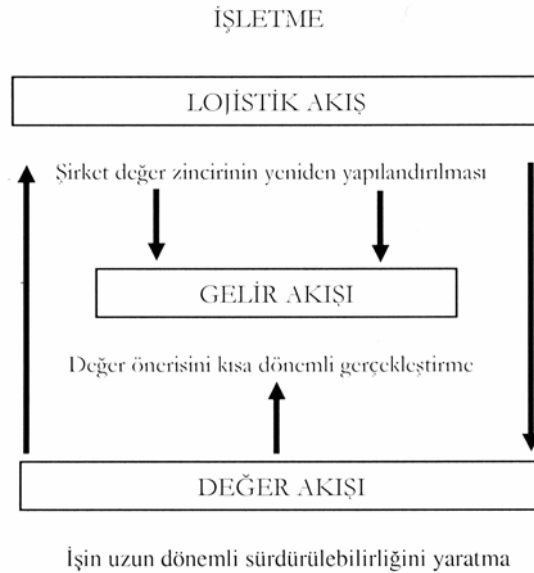 İŞLETME
LOJİSTİK AKIŞ
Şirket değer zincirinin yeniden yapılandırılması
GELİR AKIŞI
Değer önerisini kısa dönemli gerçekleştirme
DEĞER AKIŞI
İşin uzun dönemli sürdürülebilirliğini yaratma